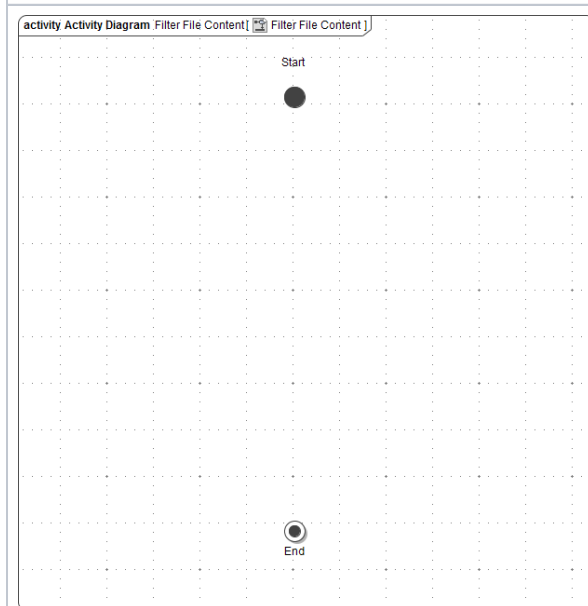 activity Activity Diagram Filter File Content [ Filter File Content ]
Start
End